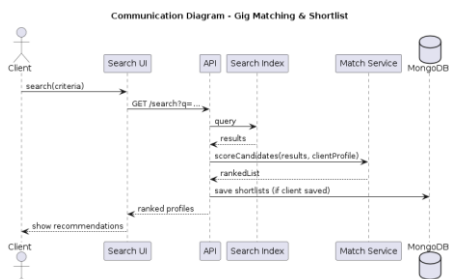 Communication Diagram - Gig Matching & Shortlist
Client
Search UI
API
Search Index
Match Service
MongoDB
search(criteria)
GET /search?q=...
query
results
scoreCandidates(results, clientProfile)
rankedList
save shortlists (if client saved)
ranked profiles
show recommendations
Client
Search UI
API
Search Index
Match Service
MongoDB